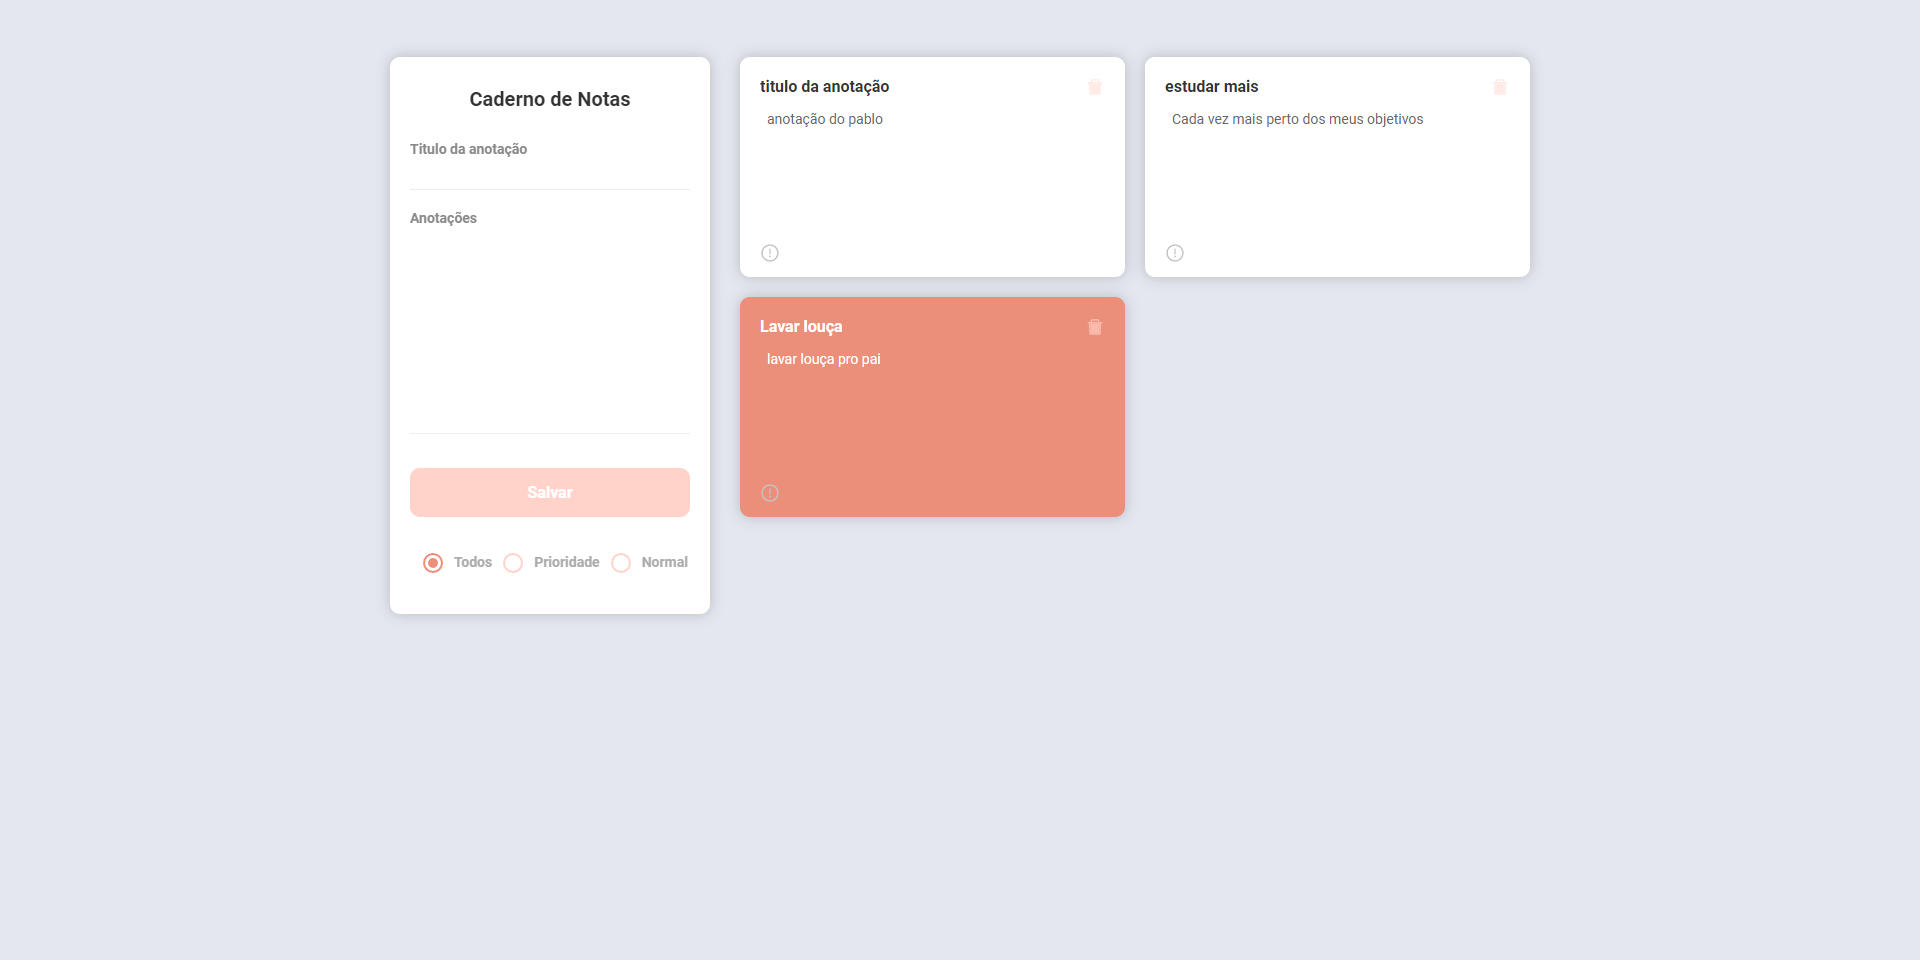 Caderno de Notas
Titulo da anotação
Anotações
Salvar
Todos
Prioridade
Normal
titulo da anotação
anotação do pablo
estudar mais
Cada vez mais perto dos meus objetivos
Lavar louça
lavar louça pro pai